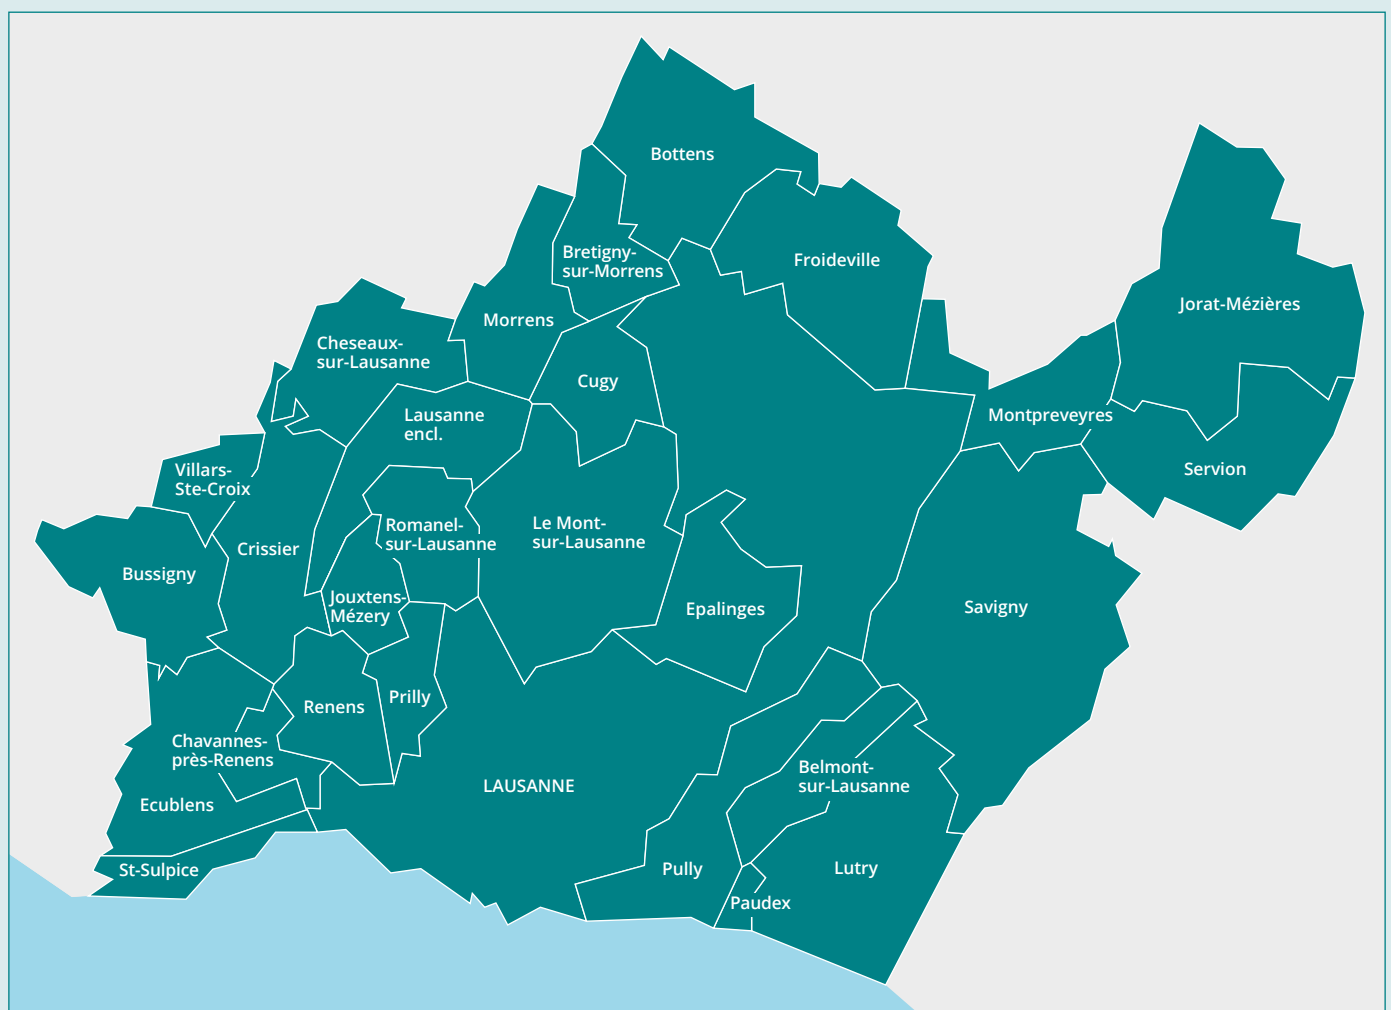 Bottens
Bretigny-
sur-Morrens
Froideville
Jorat-Mézières
Morrens
Cheseaux-
sur-Lausanne
Cugy
Lausanne
encl.
Montpreveyres
Servion
Villars-
Ste-Croix
Romanel-
sur-Lausanne
Le Mont-
sur-Lausanne
Crissier
Bussigny
Jouxtens-
Mézery
Epalinges
Savigny
Prilly
Renens
Chavannes-
près-Renens
Belmont-
sur-Lausanne
LAUSANNE
Ecublens
St-Sulpice
Pully
Lutry
Paudex